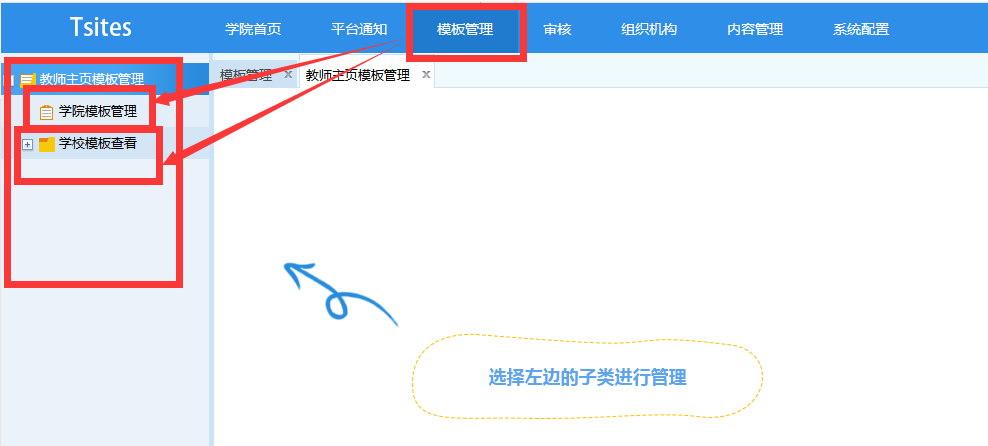 Tsites 学院首页 平台通知 模板管理 审核 组织机构 内容管理 系统配置
教师主页模板管理
模板管理 x 教师主页模板管理 x
学院模板管理
学校模板查看
选择左边的子类进行管理